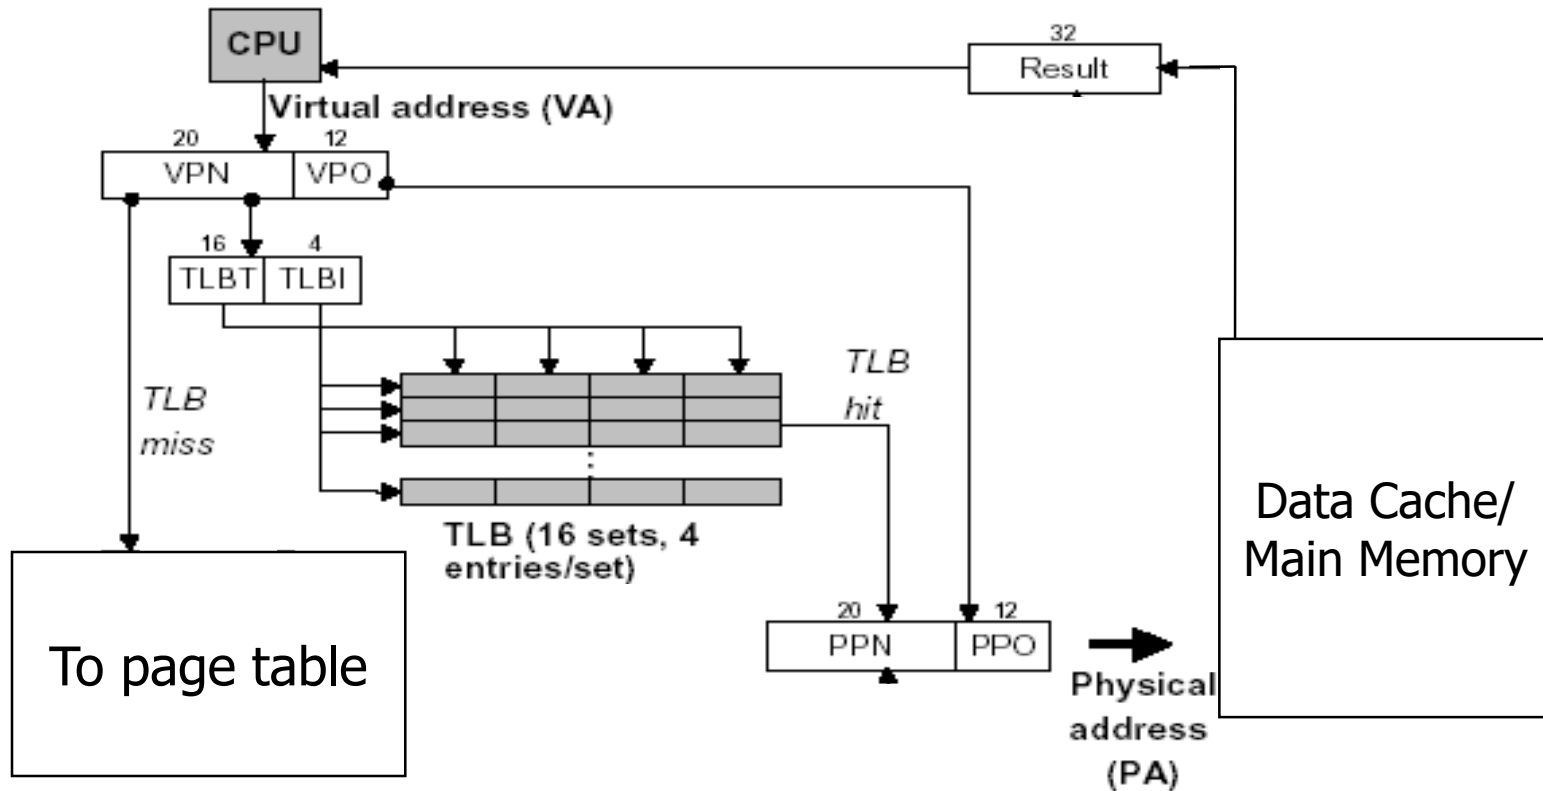 CPU
32
Result
Virtual address (VA)
20
12
VPN
VPO
16
4
TLBT
TLBI
TLB
miss
TLB
hit
TLB (16 sets, 4
entries/set)
Data Cache/
Main Memory
To page table
20
12
PPN
PPO
Physical
address
(PA)